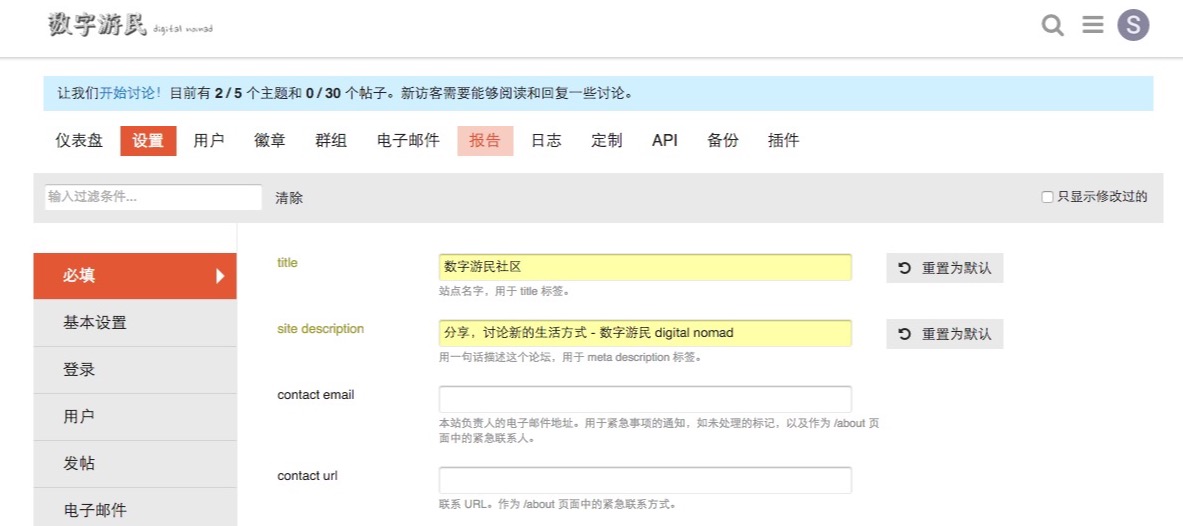 数字游民 digital nomad
S
让我们开始讨论！目前有 2 / 5 个主题和 0 / 30 个帖子。新访客需要能够阅读和回复一些讨论。
仪表盘 设置 用户 徽章 群组 电子邮件 报告 日志 定制 API 备份 插件
输入过滤条件... 清除 只显示修改过的
必填
基本设置
登录
用户
发帖
电子邮件
title 数字游民社区 重置为默认
站点名字，用于 title 标签。
site description 分享，讨论新的生活方式 - 数字游民 digital nomad 重置为默认
用一句话描述这个论坛，用于 meta description 标签。
contact email
本站负责人的电子邮件地址。用于紧急事项的通知，如未处理的标记，以及作为 /about 页
面中的紧急联系人。
contact url
联系 URL。作为 /about 页面中的紧急联系方式。